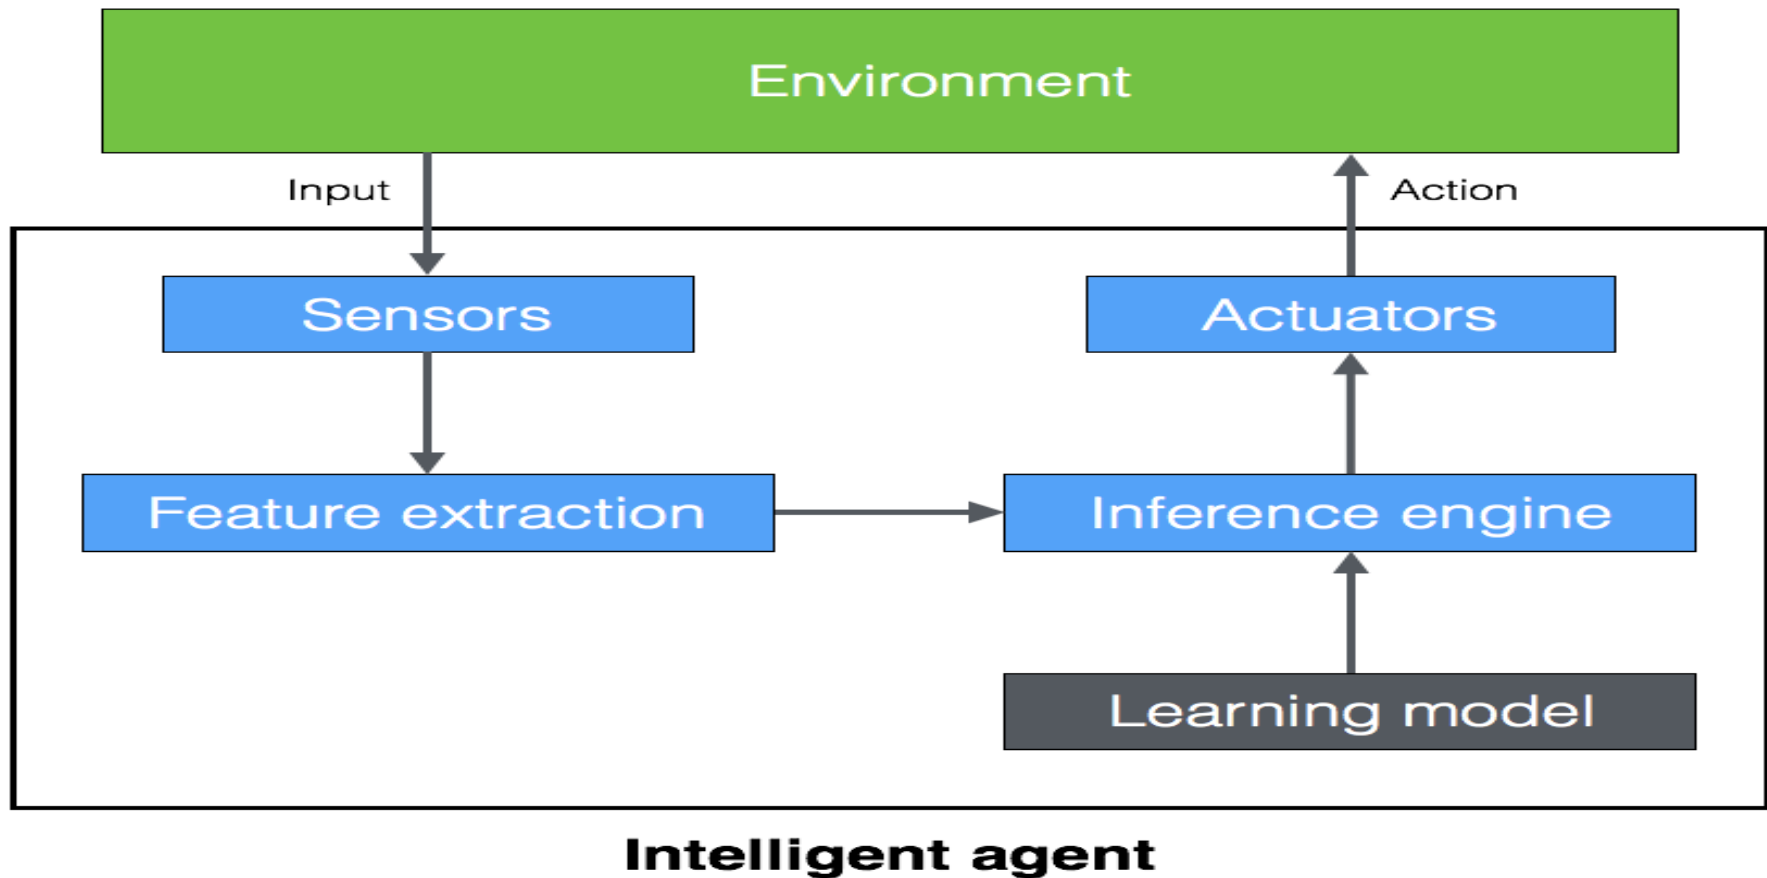 Environment
Input
Action
Sensors
Actuators
Feature extraction
Inference engine
Learning model
Intelligent agent